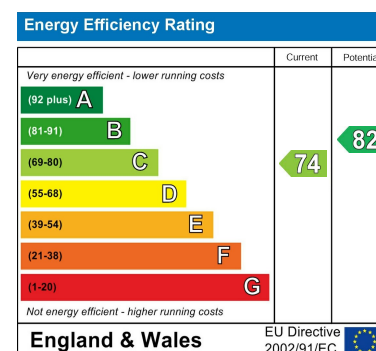 Energy Efficiency Rating
Current Potentia
Very energy efficient - lower running costs
(92 plus) A
(81-91) B
82
(69-80) C
74
(55-68) D
(39-54) E
(21-38) F
(1-20) G
Not energy efficient - higher running costs
England & Wales
EU Directive
2002/91/EC